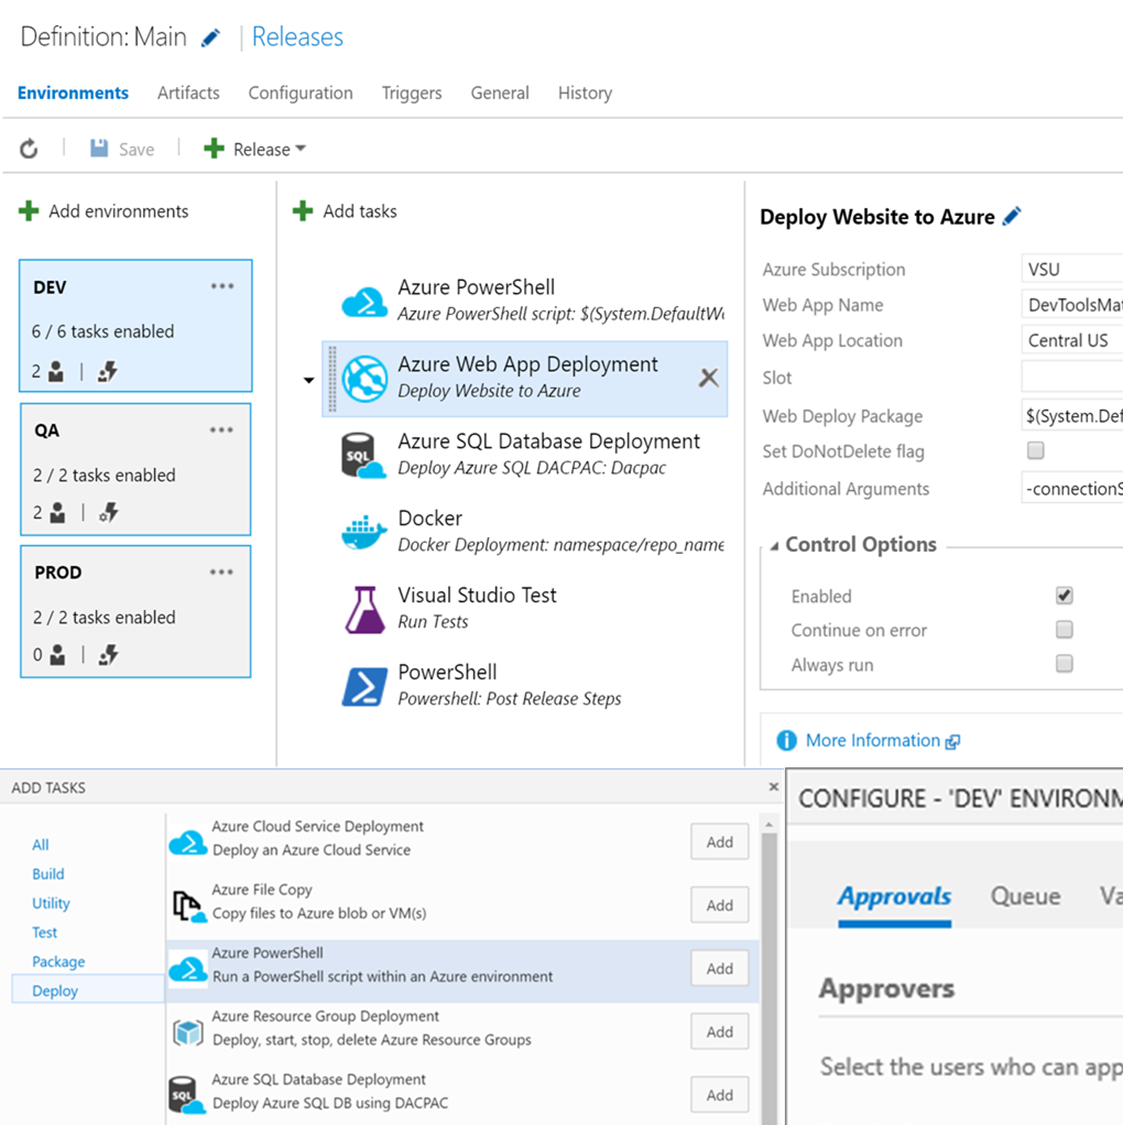 Definition: Main | Releases
Environments Artifacts Configuration Triggers General History
Save Release
Add environments
DEV ...
6 / 6 tasks enabled
2 |
QA ...
2 / 2 tasks enabled
2 |
PROD ...
2 / 2 tasks enabled
0 |
Add tasks
Azure PowerShell
Azure PowerShell script: $(System.DefaultWo
Azure Web App Deployment
Deploy Website to Azure
SQL
Azure SQL Database Deployment
Deploy Azure SQL DACPAC: Dacpac
Docker
Docker Deployment: namespace/repo_name
Visual Studio Test
Run Tests
PowerShell
Powershell: Post Release Steps
Deploy Website to Azure
Azure Subscription VSU
Web App Name DevToolsMat
Web App Location Central US
Slot
Web Deploy Package $(System.Def
Set DoNotDelete flag
Additional Arguments -connectionS
Control Options
Enabled
Continue on error
Always run
More Information
ADD TASKS
All
Build
Utility
Test
Package
Deploy
Azure Cloud Service Deployment
Deploy an Azure Cloud Service
Add
Azure File Copy
Copy files to Azure blob or VM(s)
Add
Azure PowerShell
Run a PowerShell script within an Azure environment
Add
Azure Resource Group Deployment
Deploy, start, stop, delete Azure Resource Groups
Add
SQL
Azure SQL Database Deployment
Deploy Azure SQL DB using DACPAC
Add
CONFIGURE - 'DEV' ENVIRONM
Approvals Queue Va
Approvers
Select the users who can app